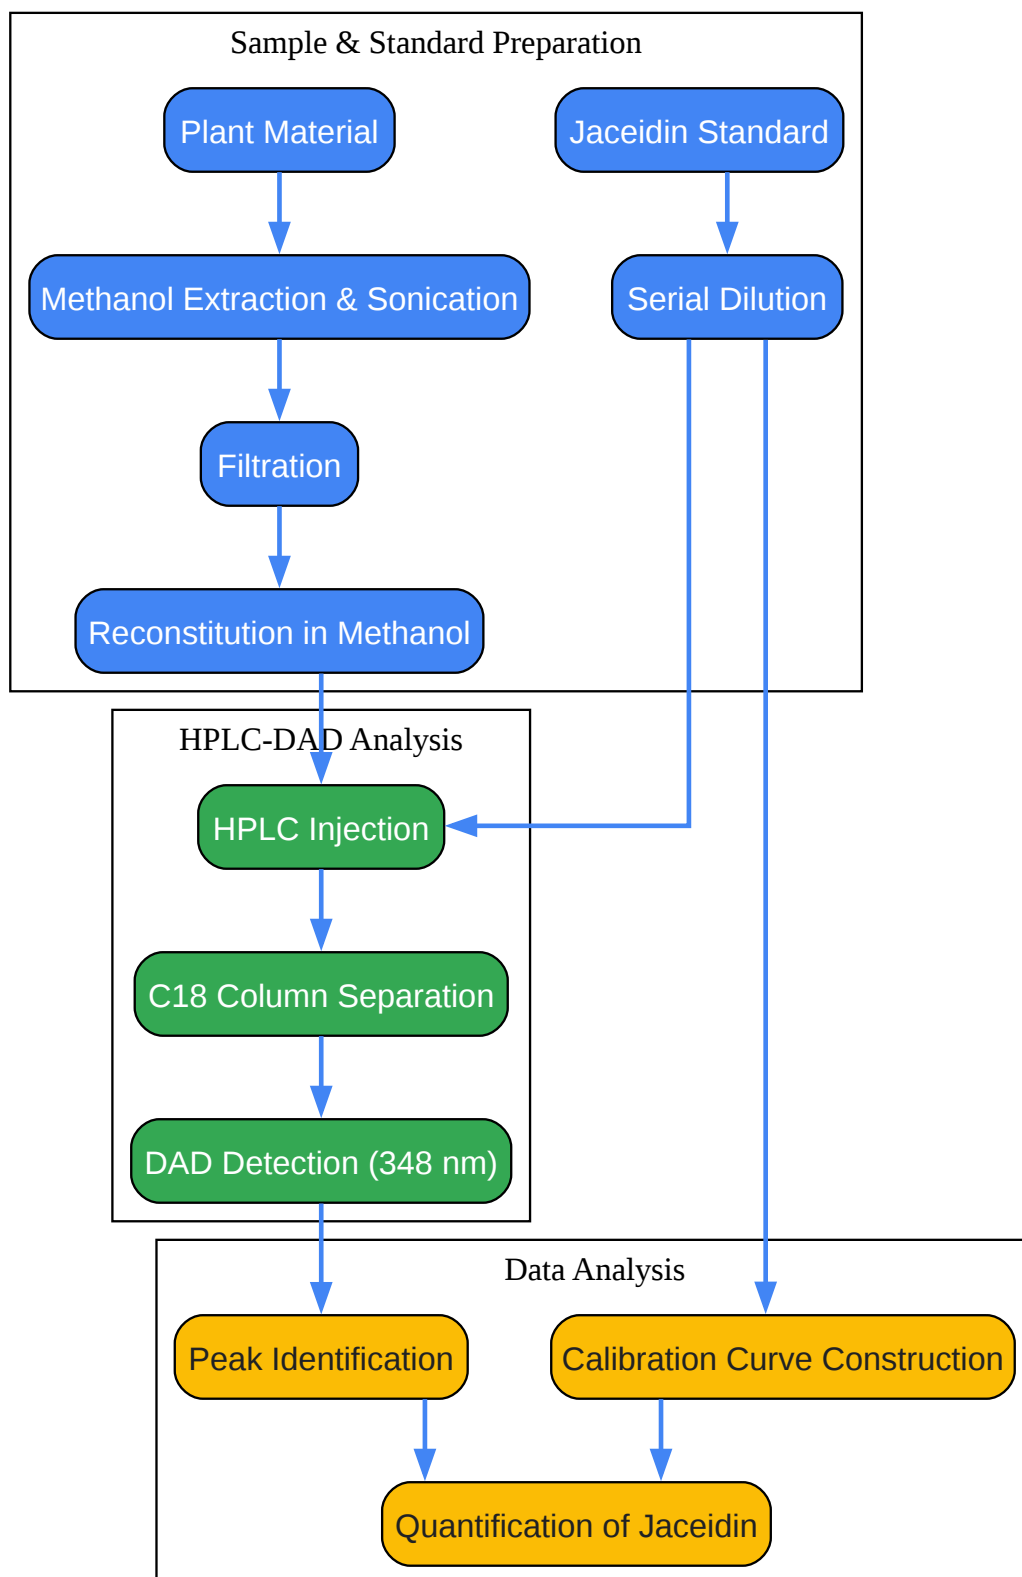 Sample & Standard Preparation
Plant Material
Jaceidin Standard
Methanol Extraction & Sonication
Serial Dilution
Filtration
Reconstitution in Methanol
HPLC-DAD Analysis
HPLC Injection
C18 Column Separation
DAD Detection (348 nm)
Data Analysis
Peak Identification
Calibration Curve Construction
Quantification of Jaceidin